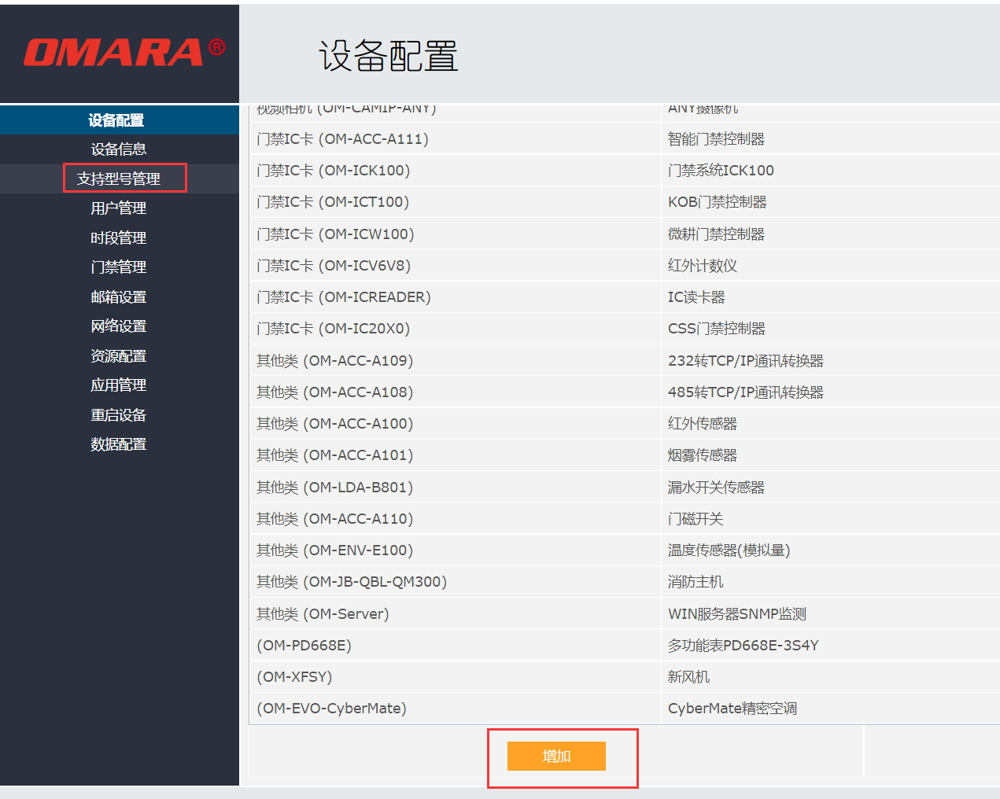 OMARA®
设备配置
设备配置
设备信息
支持型号管理
用户管理
时段管理
门禁管理
邮箱设置
网络设置
资源配置
应用管理
重启设备
数据配置
视频相机 (OM-CAMIP-ANY) ANY摄像机
门禁IC卡 (OM-ACC-A111) 智能门禁控制器
门禁IC卡 (OM-ICK100) 门禁系统ICK100
门禁IC卡 (OM-ICT100) KOB门禁控制器
门禁IC卡 (OM-ICW100) 微耕门禁控制器
门禁IC卡 (OM-ICV6V8) 红外计数仪
门禁IC卡 (OM-ICREADER) IC读卡器
门禁IC卡 (OM-IC20X0) CSS门禁控制器
其他类 (OM-ACC-A109) 232转TCP/IP通讯转换器
其他类 (OM-ACC-A108) 485转TCP/IP通讯转换器
其他类 (OM-ACC-A100) 红外传感器
其他类 (OM-ACC-A101) 烟雾传感器
其他类 (OM-LDA-B801) 漏水开关传感器
其他类 (OM-ACC-A110) 门磁开关
其他类 (OM-ENV-E100) 温度传感器(模拟量)
其他类 (OM-JB-QBL-QM300) 消防主机
其他类 (OM-Server) WIN服务器SNMP监测
(OM-PD668E) 多功能表PD668E-3S4Y
(OM-XFSY) 新风机
(OM-EVO-CyberMate) CyberMate精密空调
增加